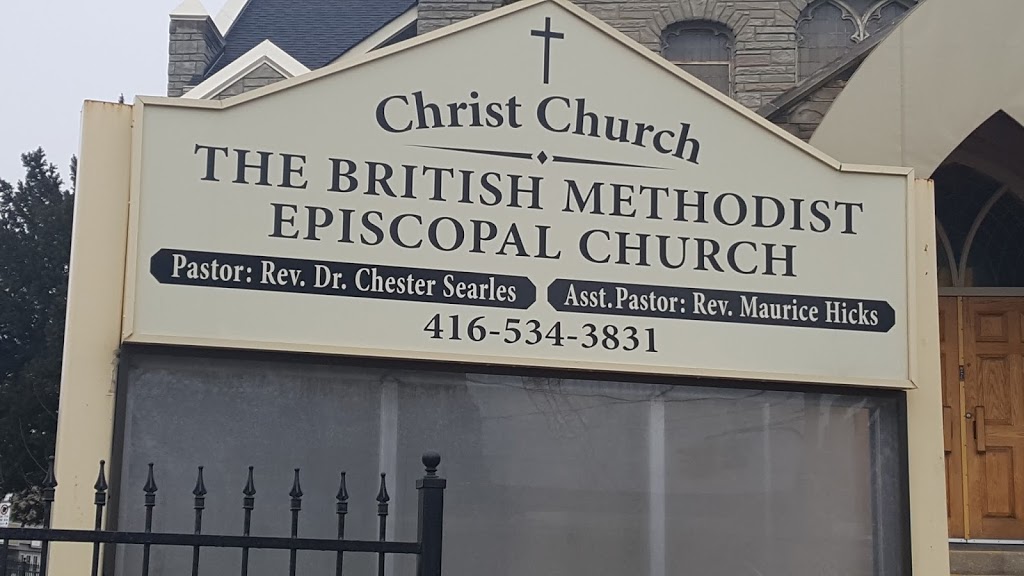 Christ Church
THE BRITISH METHODIST
EPISCOPAL CHURCH
Pastor: Rev. Dr. Chester Searles
Asst.Pastor: Rev. Maurice Hicks
416-534-3831